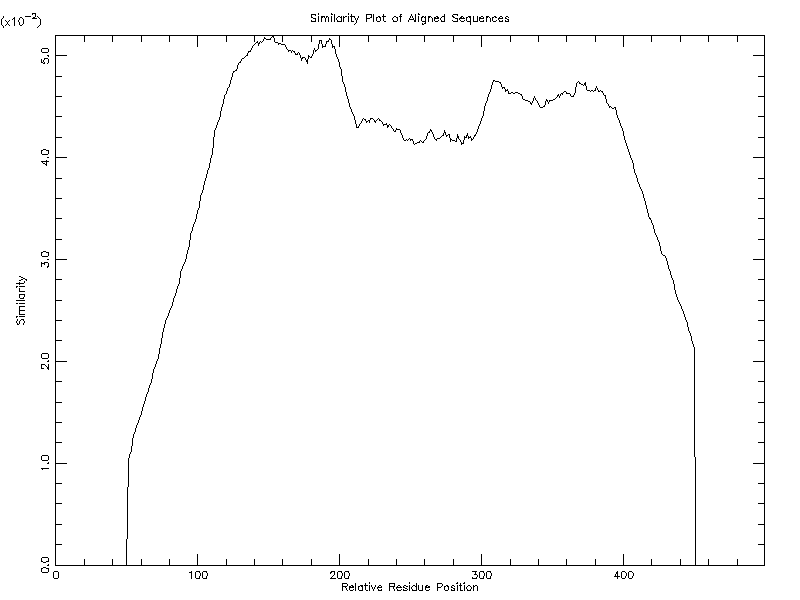 Similarity Plot of Aligned Sequences
(x10⁻²)
5.0
4.0
3.0
2.0
1.0
0.0
Similarity
0 100 200 300 400
Relative Residue Position